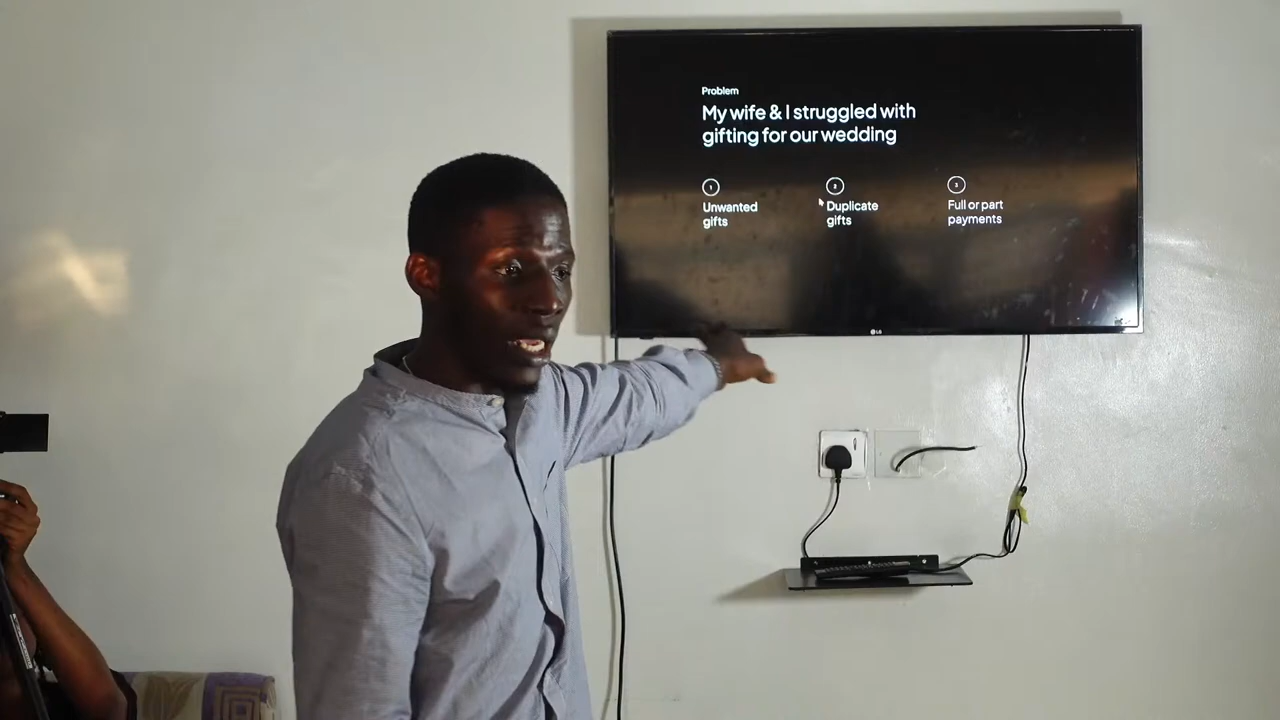 Problem
My wife & I struggled with
gifting for our wedding
1
2
3
Unwanted
gifts
Duplicate
gifts
Full or part
payments
LG